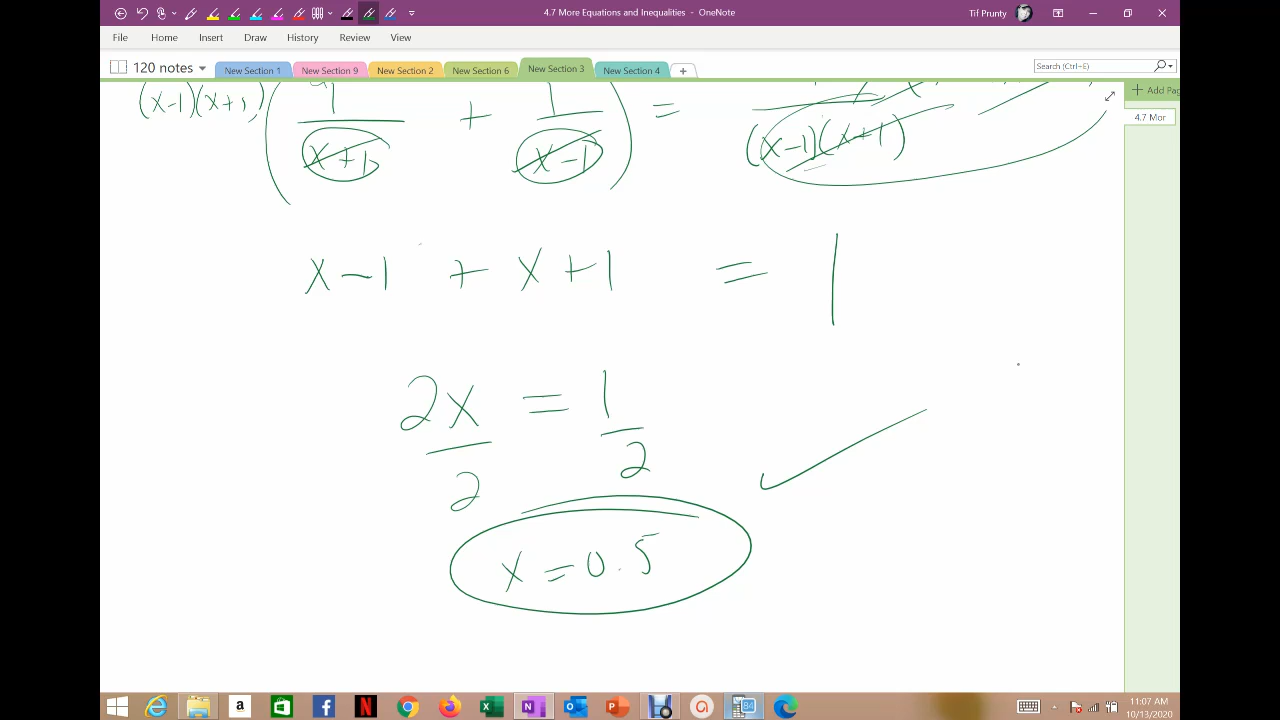 4.7 More Equations and Inequalities - OneNote
Tif Prunty
File Home Insert Draw History Review View
120 notes New Section 1 New Section 9 New Section 2 New Section 6 New Section 3 New Section 4
Search (Ctrl+E)
Add Pag
4.7 Mor
(x-1)(x+1) ( 1/(x+1) + 1/(x-1) ) = /((x-1)(x+1))
x-1 + x+1 = 1
2x/2 = 1/2
x = 0.5
84
11:07 AM
10/13/2020